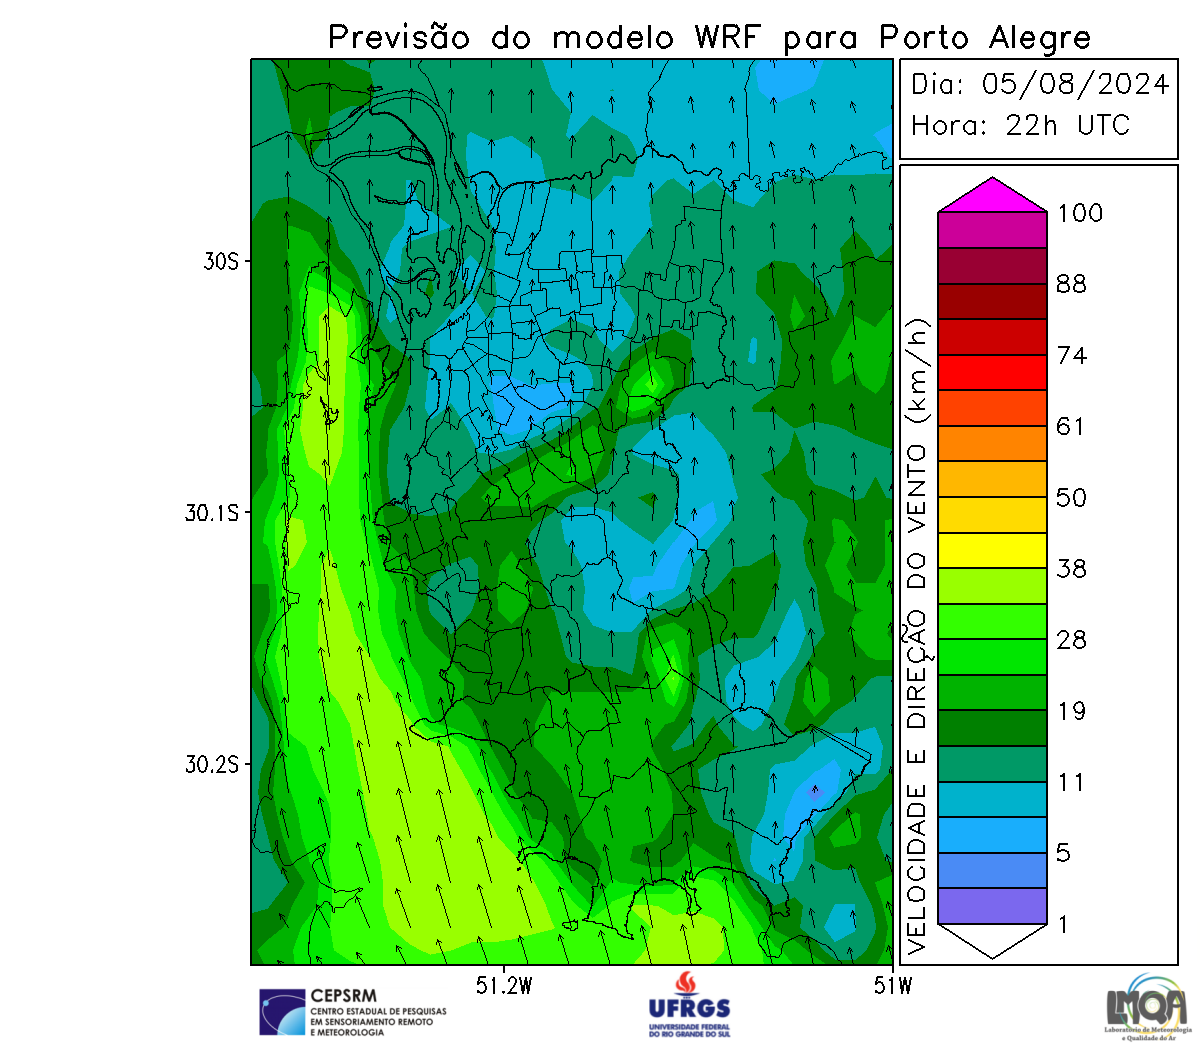 Previsão do modelo WRF para Porto Alegre
Dia: 05/08/2024
Hora: 22h UTC
30S
30.1S
30.2S
51.2W
51W
VELOCIDADE E DIREÇÃO DO VENTO (km/h)
100
88
74
61
50
38
28
19
11
5
1
CEPSRM
CENTRO ESTADUAL DE PESQUISAS
EM SENSORIAMENTO REMOTO
E METEOROLOGIA
UFRGS
UNIVERSIDADE FEDERAL
DO RIO GRANDE DO SUL
LMQA
Laboratório de Meteorologia
e Qualidade do Ar